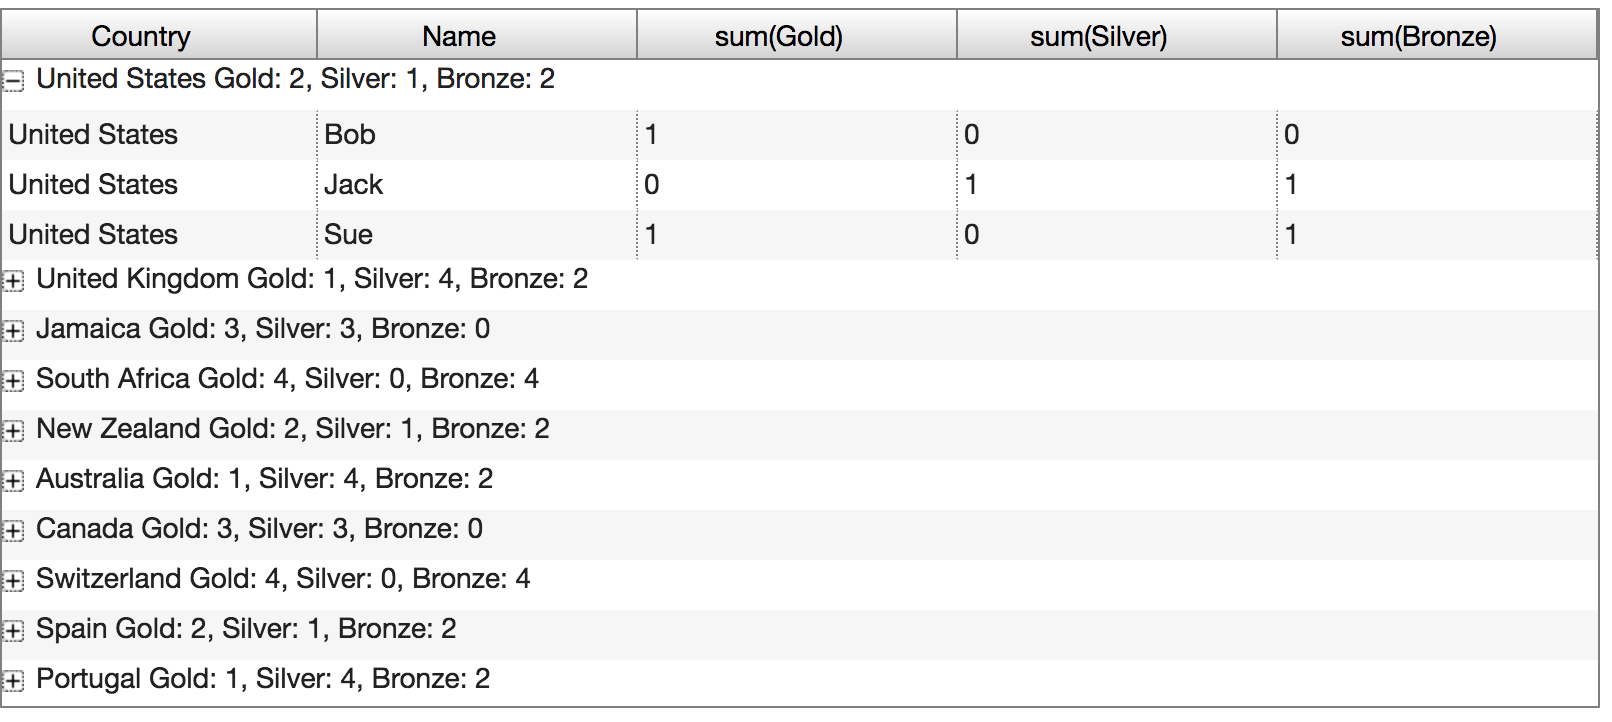 Country Name sum(Gold) sum(Silver) sum(Bronze)
United States Gold: 2, Silver: 1, Bronze: 2
United States Bob 1 0 0
United States Jack 0 1 1
United States Sue 1 0 1
United Kingdom Gold: 1, Silver: 4, Bronze: 2
Jamaica Gold: 3, Silver: 3, Bronze: 0
South Africa Gold: 4, Silver: 0, Bronze: 4
New Zealand Gold: 2, Silver: 1, Bronze: 2
Australia Gold: 1, Silver: 4, Bronze: 2
Canada Gold: 3, Silver: 3, Bronze: 0
Switzerland Gold: 4, Silver: 0, Bronze: 4
Spain Gold: 2, Silver: 1, Bronze: 2
Portugal Gold: 1, Silver: 4, Bronze: 2